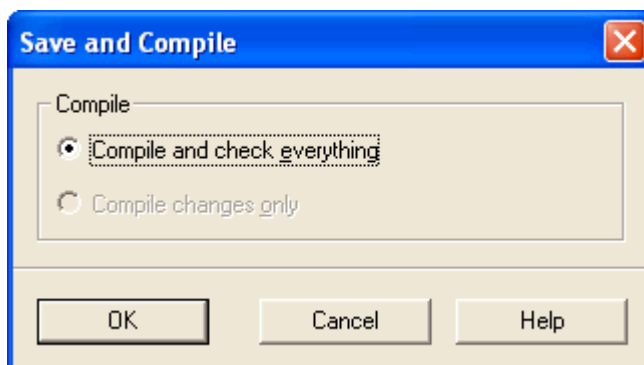 Save and Compile
Compile
Compile and check everything
Compile changes only
OK Cancel Help